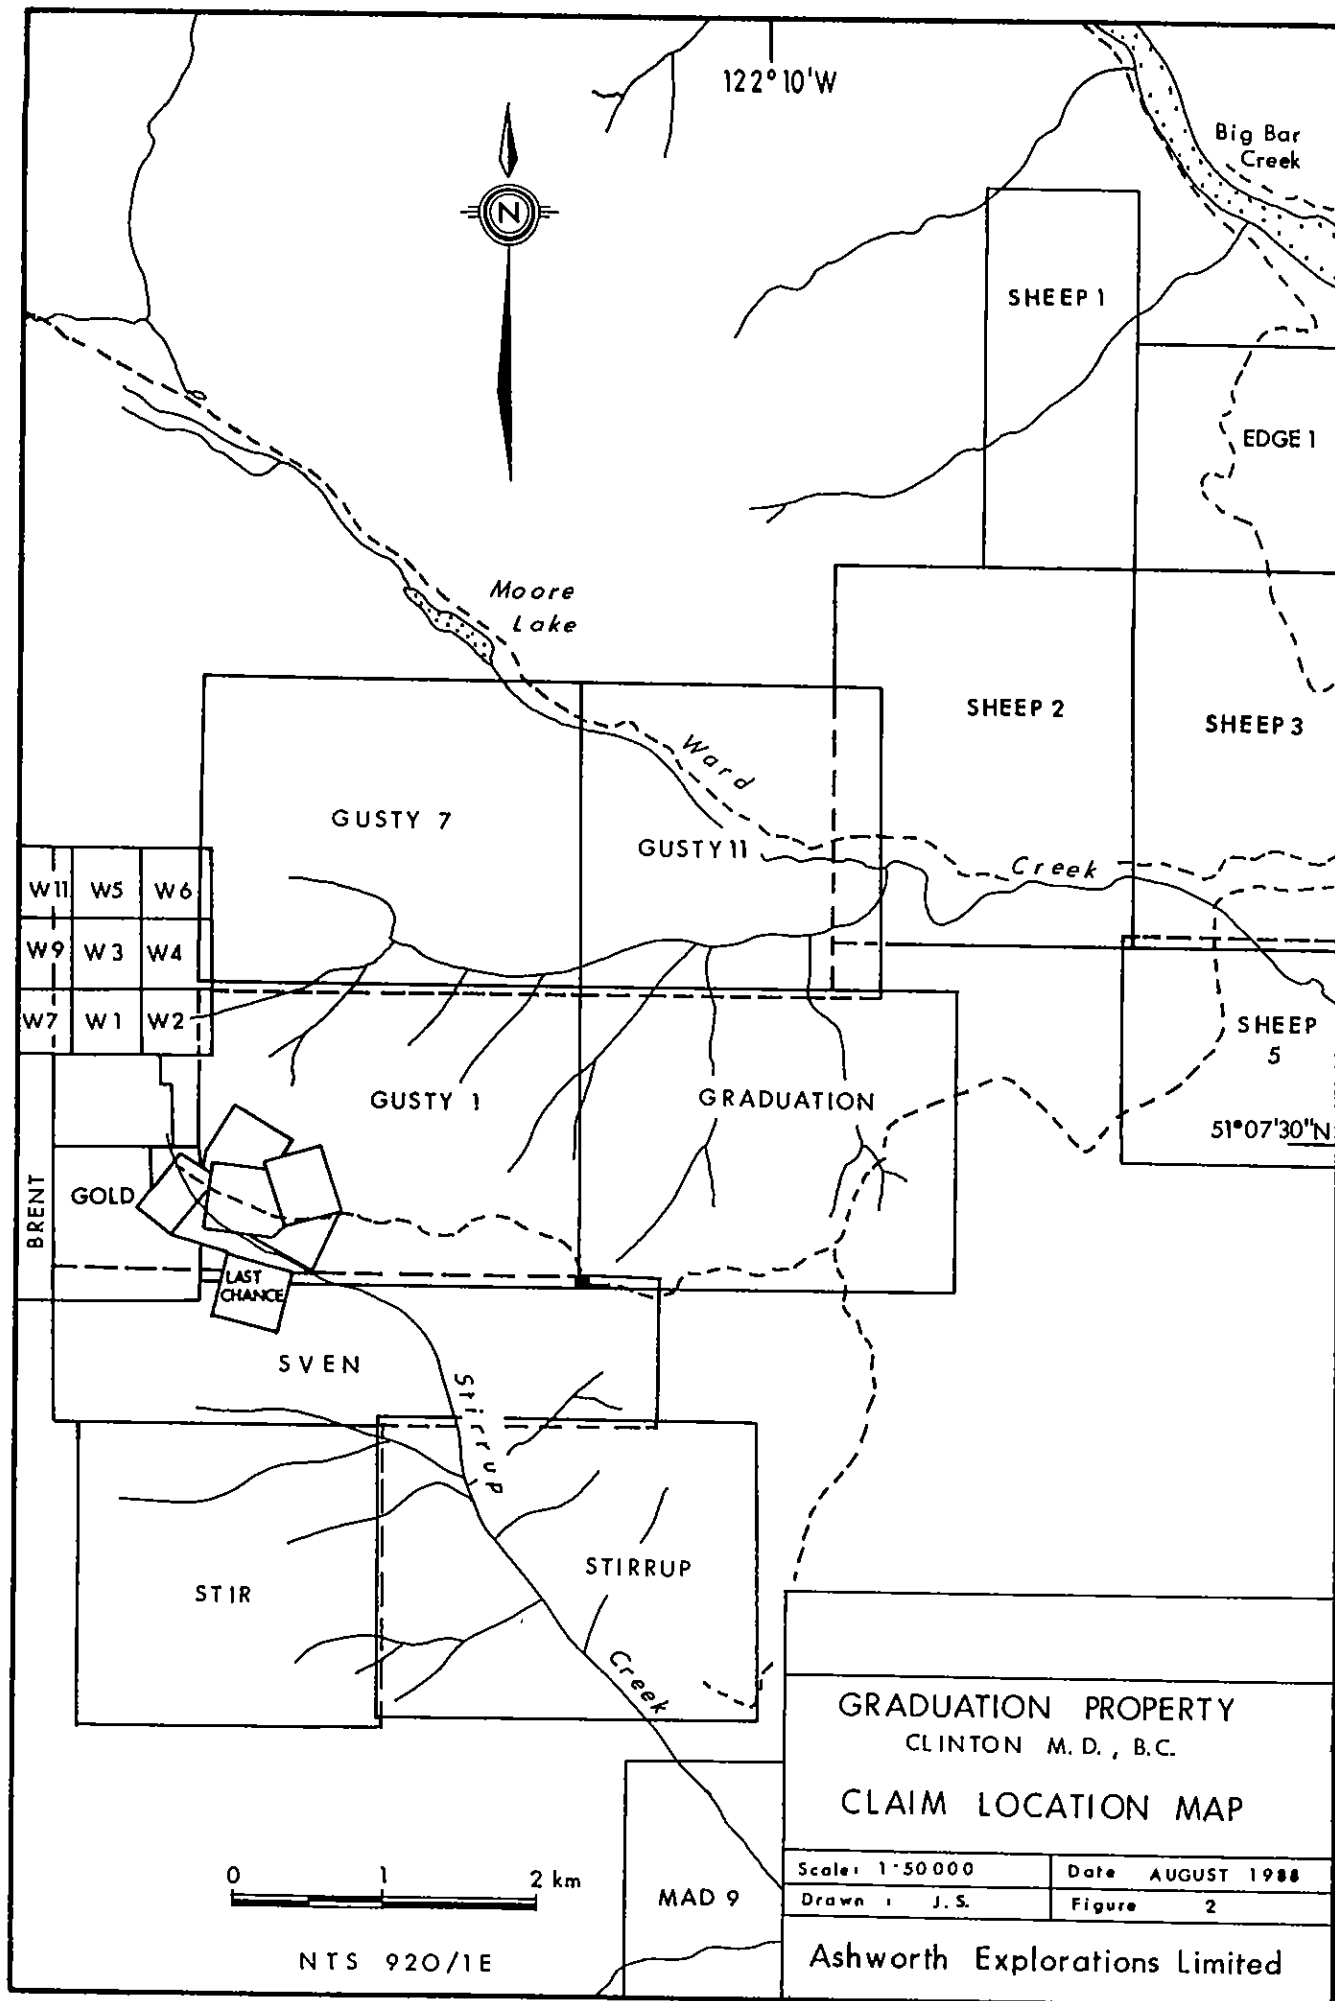 122° 10'W
Big Bar
Creek
N
SHEEP 1
EDGE 1
Moore
Lake
SHEEP 2
SHEEP 3
Ward
GUSTY 7
GUSTY 11
Creek
W11 W5 W6
W9 W3 W4
W7 W1 W2
SHEEP
5
GUSTY 1
GRADUATION
51°07'30"N
BRENT
GOLD
LAST
CHANCE
SVEN
Stirrup
STIR
STIRRUP
Creek
GRADUATION PROPERTY
CLINTON M.D., B.C.
CLAIM LOCATION MAP
0 1 2 km
Scale: 1:50000
Date AUGUST 1988
Drawn : J.S.
Figure 2
MAD 9
NTS 92O/1E
Ashworth Explorations Limited